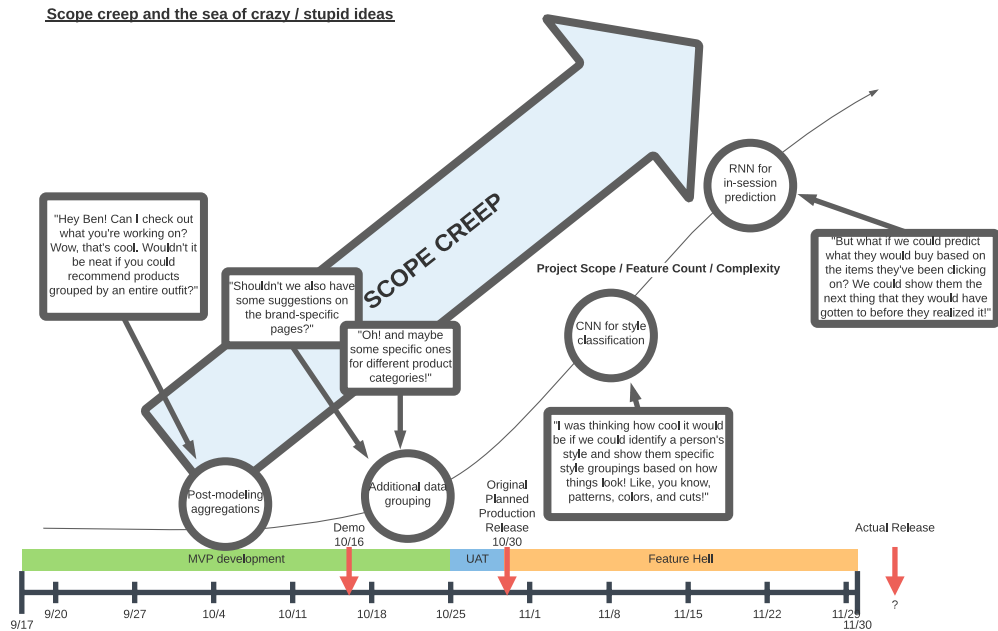 Scope creep and the sea of crazy / stupid ideas
"Hey Ben! Can I check out
what you're working on?
Wow, that's cool. Wouldn't it
be neat if you could
recommend products
grouped by an entire outfit?"
"Shouldn't we also have
some suggestions on
the brand-specific
pages?"
"Oh! and maybe
some specific ones
for different product
categories!"
SCOPE CREEP
RNN for
in-session
prediction
Project Scope / Feature Count / Complexity
"But what if we could predict
what they would buy based on
the items they've been clicking
on? We could show them the
next thing that they would have
gotten to before they realized it!"
CNN for style
classification
"I was thinking how cool it would
be if we could identify a person's
style and show them specific
style groupings based on how
things look! Like, you know,
patterns, colors, and cuts!"
Post-modeling
aggregations
Additional data
grouping
Demo
10/16
Original
Planned
Production
Release
10/30
Actual Release
MVP development
UAT
Feature Hell
9/17
9/20
9/27
10/4
10/11
10/18
10/25
11/1
11/8
11/15
11/22
11/29
11/30
?